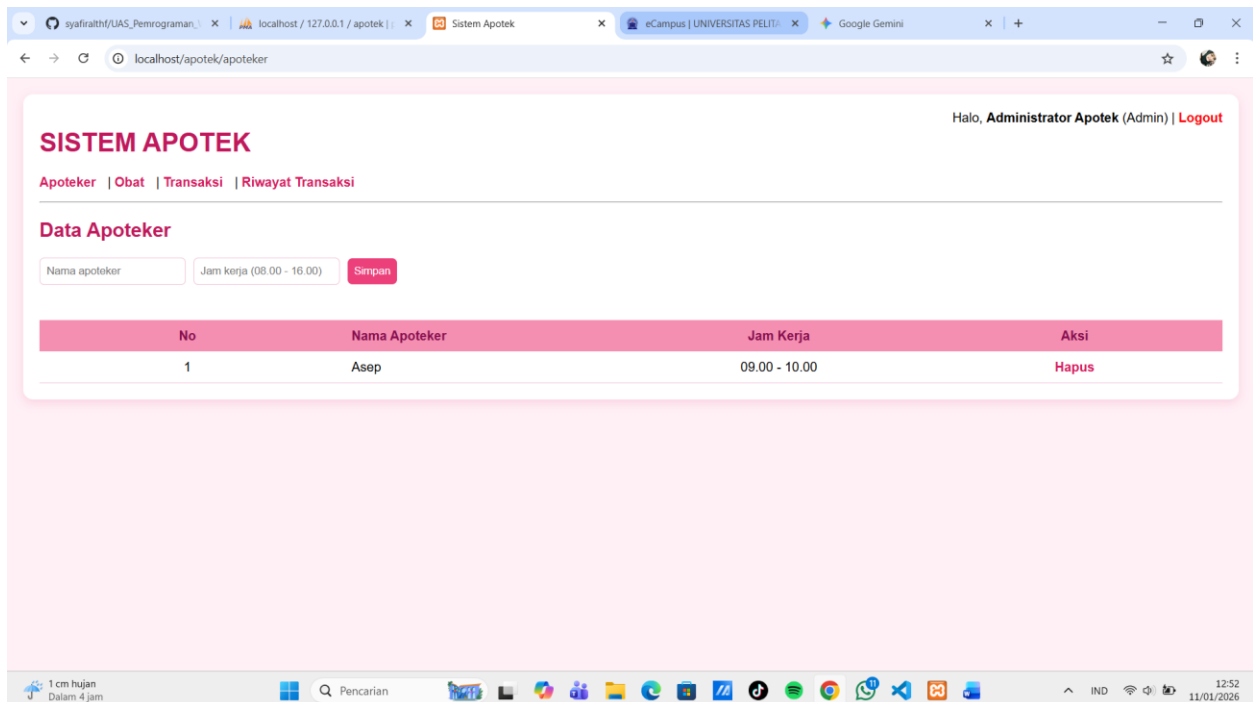 syafiralthf/UAS_Pemrograman_
localhost / 127.0.0.1 / apotek |
Sistem Apotek
eCampus | UNIVERSITAS PELITA
Google Gemini
localhost/apotek/apoteker
Halo, Administrator Apotek (Admin) | Logout
SISTEM APOTEK
Apoteker | Obat | Transaksi | Riwayat Transaksi
Data Apoteker
Nama apoteker Jam kerja (08.00 - 16.00) Simpan
No Nama Apoteker Jam Kerja Aksi
1 Asep 09.00 - 10.00 Hapus
1 cm hujan
Dalam 4 jam
Pencarian
11
IND
12:52
11/01/2026